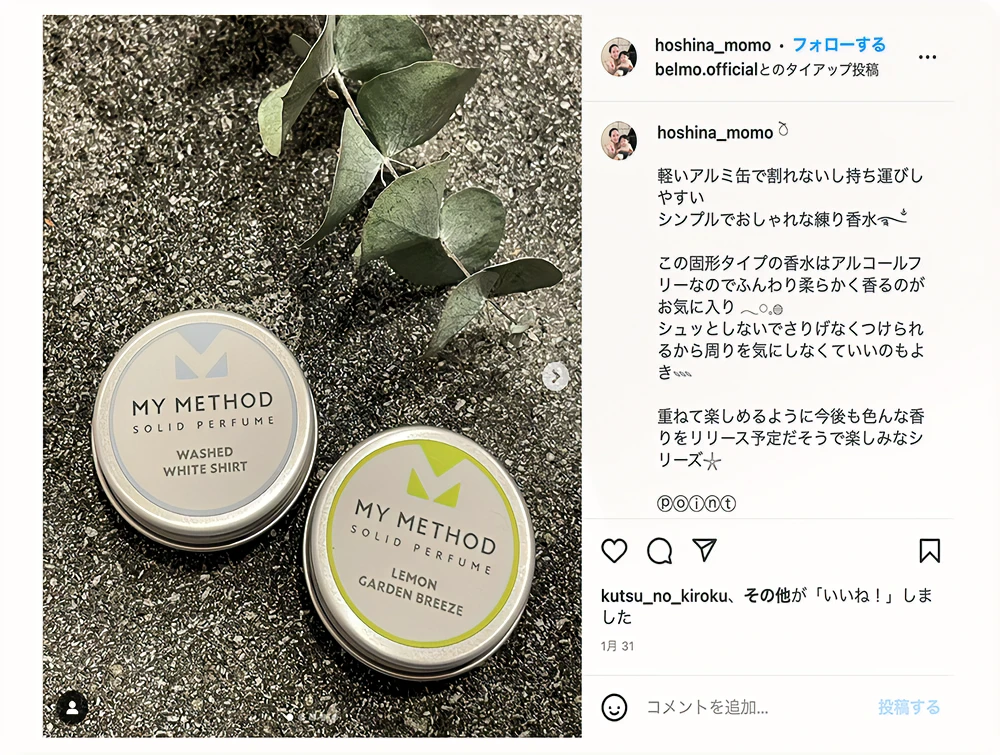 MY METHOD
SOLID PERFUME
WASHED
WHITE SHIRT
MY METHOD
SOLID PERFUME
LEMON
GARDEN BREEZE
hoshina_momo • フォローする
belmo.officialとのタイアップ投稿
hoshina_momo
軽いアルミ缶で割れないし持ち運びし
やすい
シンプルでおしゃれな練り香水
この固形タイプの香水はアルコールフ
リーなのでふんわり柔らかく香るのが
お気に入り
シュッとしないでさりげなくつけられ
るから周りを気にしなくていいのもよ
き
重ねて楽しめるように今後も色んな香
りをリリース予定だそうで楽しみなシ
リーズ
ⓟⓞⓘⓝⓣ
kutsu_no_kiroku、その他が「いいね！」しま
した
1月 31
コメントを追加...
投稿する